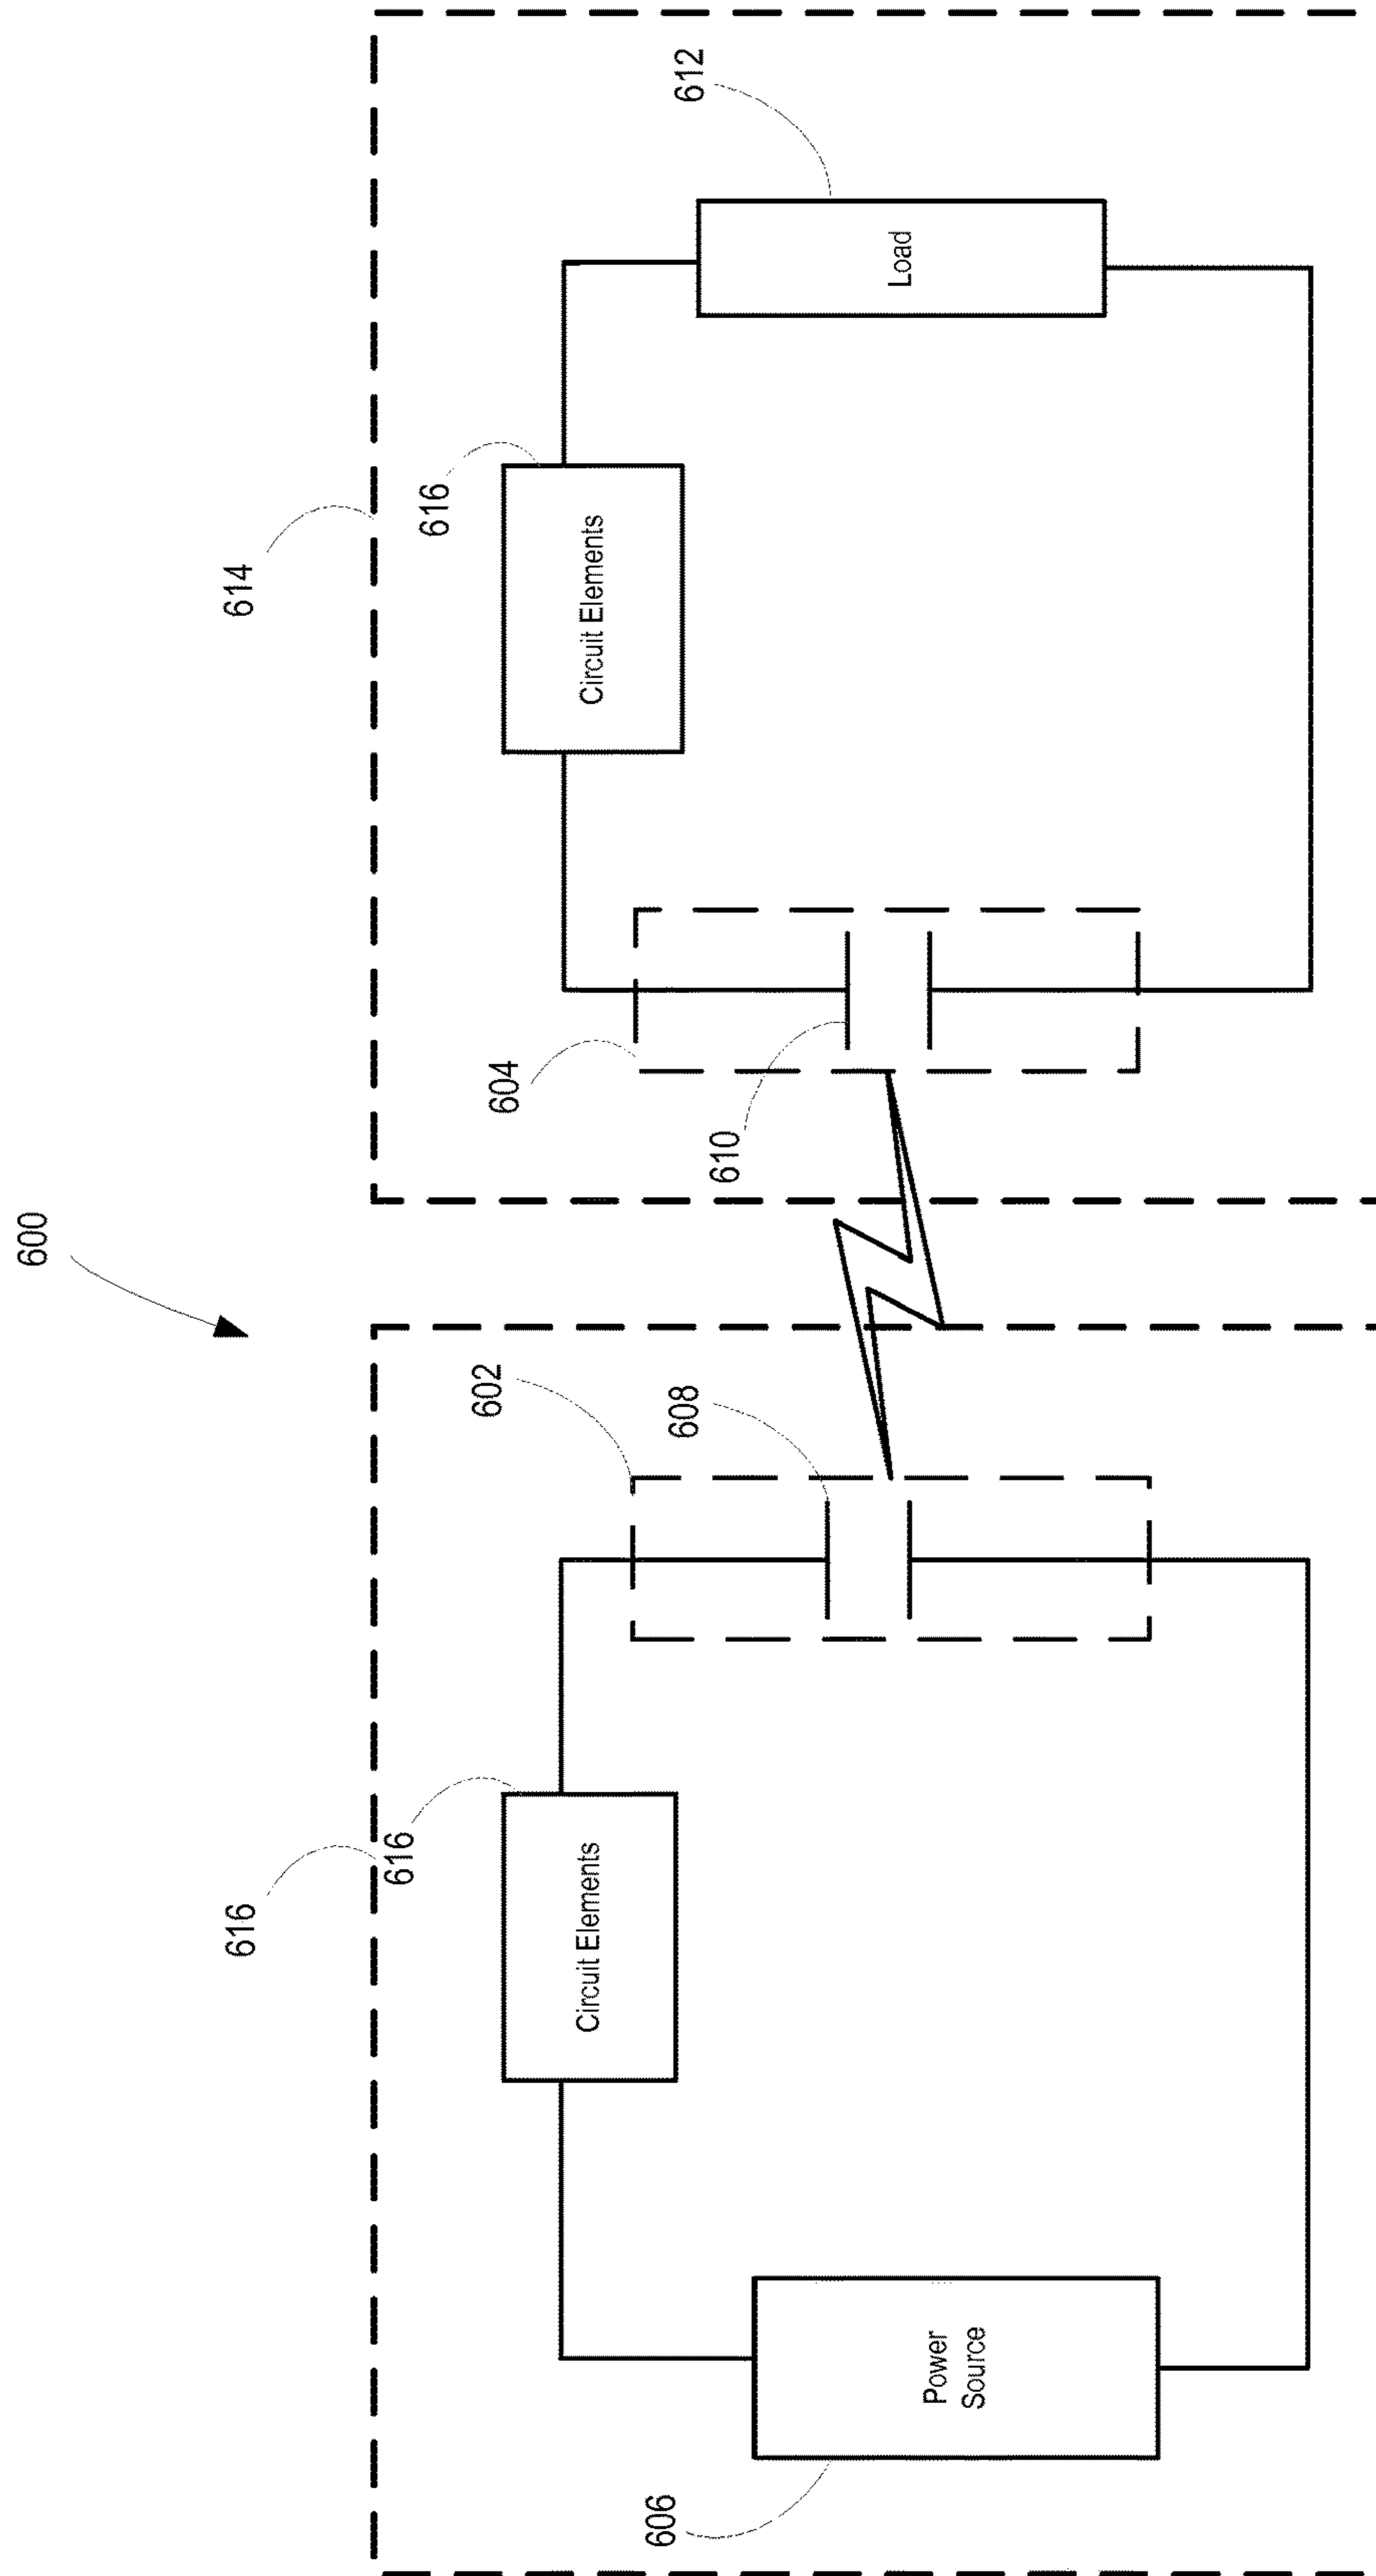 600
616
614
616
616
602
604
608
610
612
606
Circuit Elements
Circuit Elements
Power
Source
Load